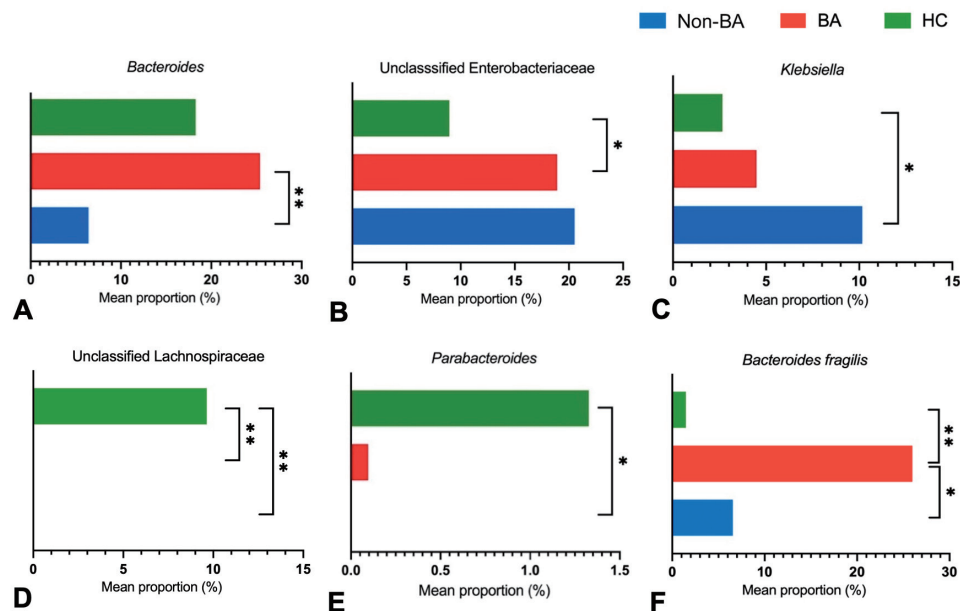 Non-BA BA HC
Bacteroides
*
*
0 10 20 30
Mean proportion (%)
A
Unclasssified Enterobacteriaceae
*
0 5 10 15 20 25
Mean proportion (%)
B
Klebsiella
*
0 5 10 15
Mean proportion (%)
C
Unclassified Lachnospiraceae
* *
* *
0 5 10 15
Mean proportion (%)
D
Parabacteroides
*
0.0 0.5 1.0 1.5
Mean proportion (%)
E
Bacteroides fragilis
* *
*
0 10 20 30
Mean proportion (%)
F